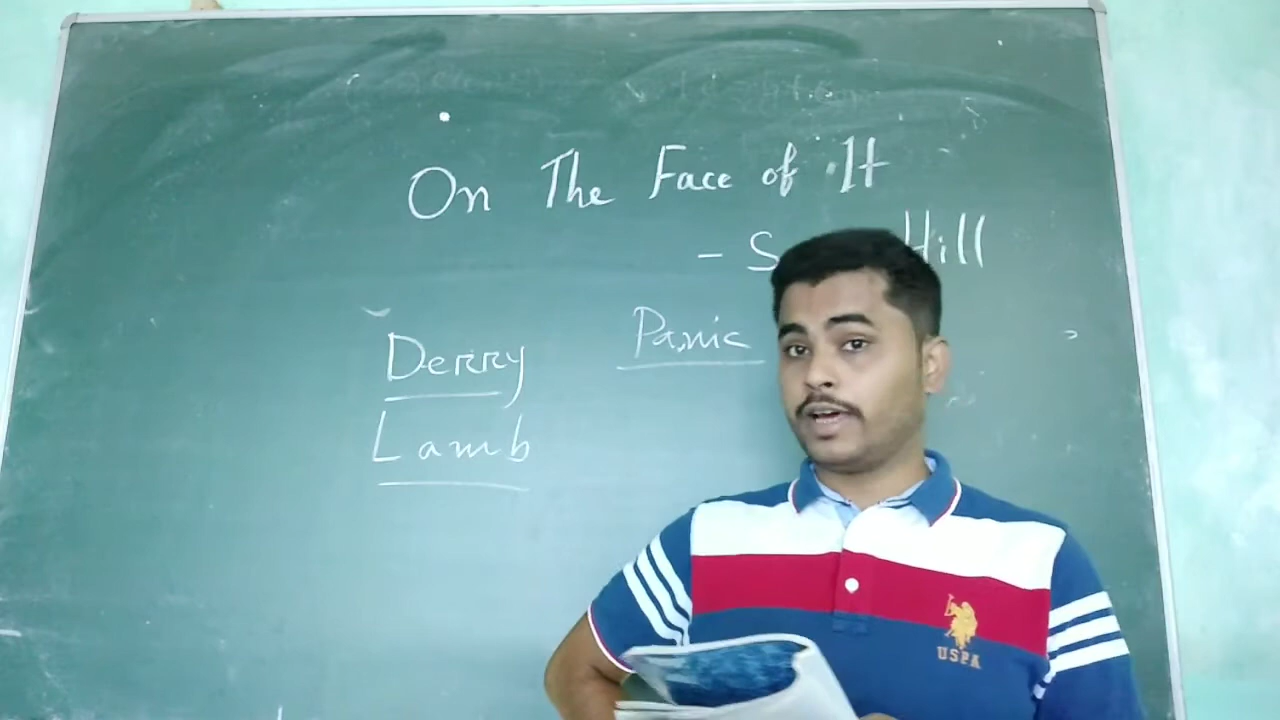 On The Face of It
- S Hill
Derry
Panic
Lamb
USPA